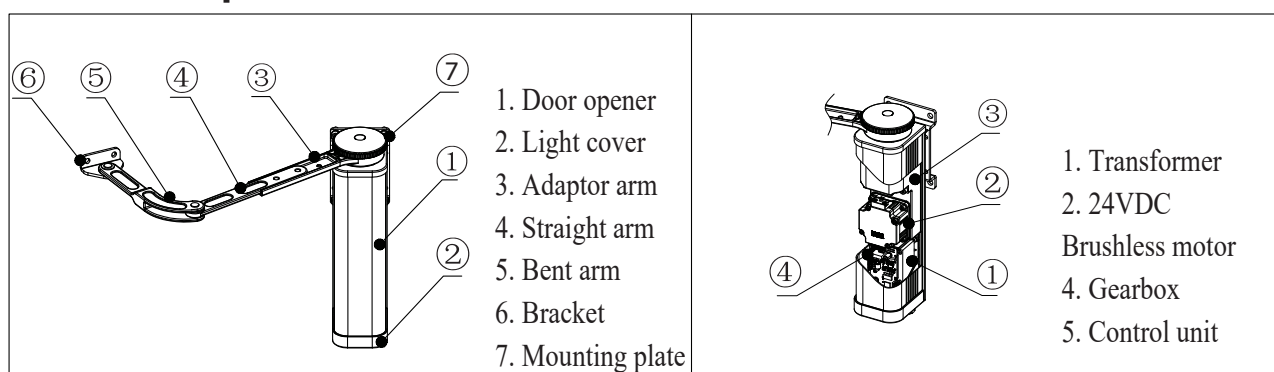 ⑥ ⑤ ④ ③ ⑦
①
②
1. Door opener
2. Light cover
3. Adaptor arm
4. Straight arm
5. Bent arm
6. Bracket
7. Mounting plate
③
②
④ ①
1. Transformer
2. 24VDC
Brushless motor
4. Gearbox
5. Control unit